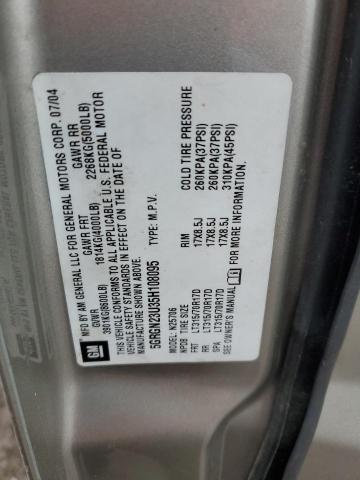 MFD BY AM GENERAL LLC FOR GENERAL MOTORS CORP. 07/04
GVWR GAWR FRT GAWR RR
3901KG(8600LB) 1814KG(4000LB) 2268KG(5000LB)
THIS VEHICLE CONFORMS TO ALL APPLICABLE U.S. FEDERAL MOTOR
VEHICLE SAFETY STANDARDS IN EFFECT ON THE DATE OF
MANUFACTURE SHOWN ABOVE.
GM
5GRGN23U35H108095 TYPE: M.P.V.
MODEL: N25706
NPDB TIRE SIZE RIM COLD TIRE PRESSURE
FRT LT315/70R17D 17X8.5J 260KPA(37PSI)
RR LT315/70R17D 17X8.5J 260KPA(37PSI)
SPA LT315/70R17D 17X8.5J 310KPA(45PSI)
SEE OWNER'S MANUAL FOR MORE INFORMATION.